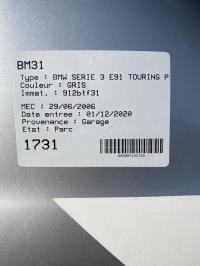 BM31
Type : BMW SERIE 3 E91 TOURING P
Couleur : GRIS
Immat. : 912btf31
MEC : 29/06/2006
Date entree : 01/12/2020
Provenance : Garage
Etat : Parc
1731